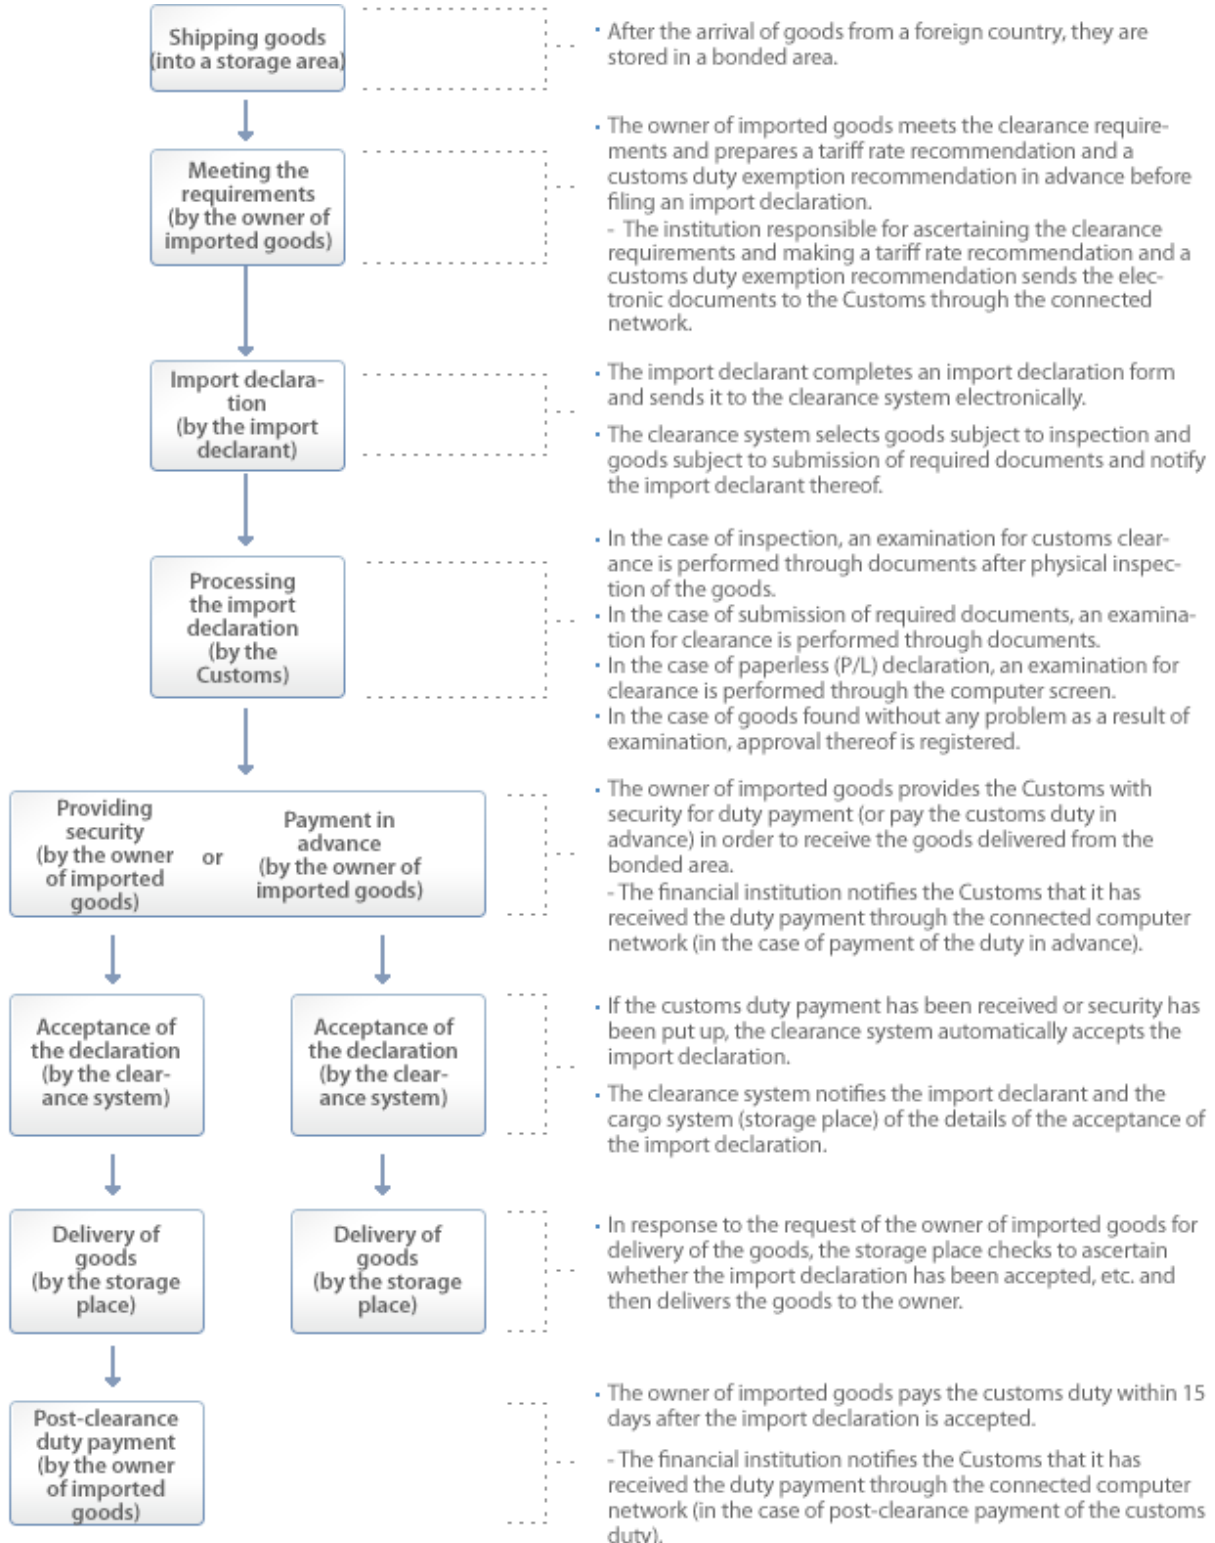 Shipping goods
(into a storage area)
• After the arrival of goods from a foreign country, they are
stored in a bonded area.
Meeting the
requirements
(by the owner of
imported goods)
• The owner of imported goods meets the clearance require-
ments and prepares a tariff rate recommendation and a
customs duty exemption recommendation in advance before
filing an import declaration.
- The institution responsible for ascertaining the clearance
requirements and making a tariff rate recommendation and a
customs duty exemption recommendation sends the elec-
tronic documents to the Customs through the connected
network.
Import declara-
tion
(by the import
declarant)
• The import declarant completes an import declaration form
and sends it to the clearance system electronically.
• The clearance system selects goods subject to inspection and
goods subject to submission of required documents and notify
the import declarant thereof.
Processing
the import
declaration
(by the
Customs)
• In the case of inspection, an examination for customs clear-
ance is performed through documents after physical inspec-
tion of the goods.
• In the case of submission of required documents, an examina-
tion for clearance is performed through documents.
• In the case of paperless (P/L) declaration, an examination for
clearance is performed through the computer screen.
• In the case of goods found without any problem as a result of
examination, approval thereof is registered.
Providing
security
(by the owner
of imported
goods)
or
Payment in
advance
(by the owner of
imported goods)
• The owner of imported goods provides the Customs with
security for duty payment (or pay the customs duty in
advance) in order to receive the goods delivered from the
bonded area.
- The financial institution notifies the Customs that it has
received the duty payment through the connected computer
network (in the case of payment of the duty in advance).
Acceptance of
the declaration
(by the clear-
ance system)
Acceptance of
the declaration
(by the clear-
ance system)
• If the customs duty payment has been received or security has
been put up, the clearance system automatically accepts the
import declaration.
• The clearance system notifies the import declarant and the
cargo system (storage place) of the details of the acceptance of
the import declaration.
Delivery of
goods
(by the storage
place)
Delivery of
goods
(by the storage
place)
• In response to the request of the owner of imported goods for
delivery of the goods, the storage place checks to ascertain
whether the import declaration has been accepted, etc. and
then delivers the goods to the owner.
Post-clearance
duty payment
(by the owner
of imported
goods)
• The owner of imported goods pays the customs duty within 15
days after the import declaration is accepted.
- The financial institution notifies the Customs that it has
received the duty payment through the connected computer
network (in the case of post-clearance payment of the customs
duty).